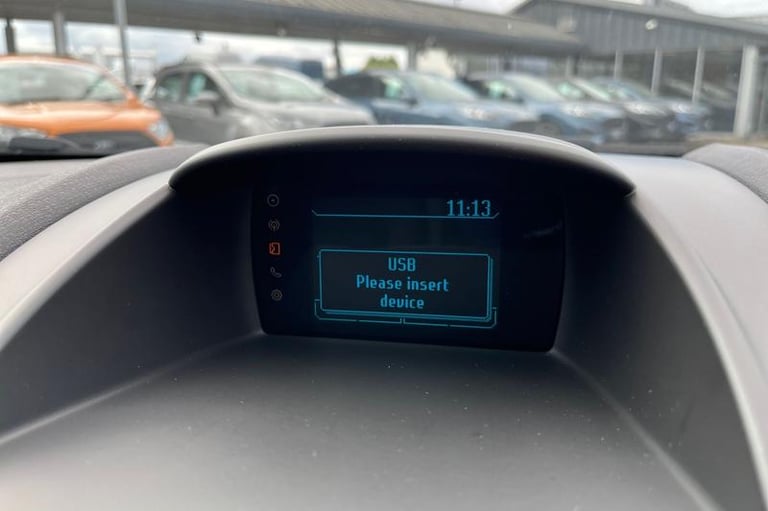 11:13
USB
Please insert
device